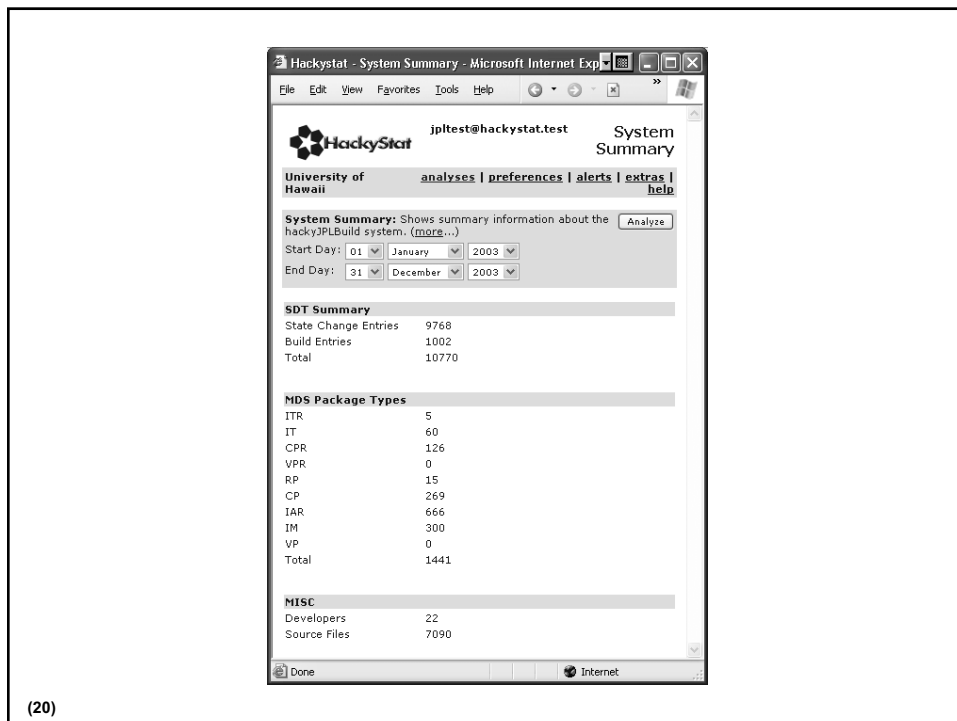 Hackystat - System Summary - Microsoft Internet Exp
File Edit View Favorites Tools Help »
HackyStat
jpltest@hackystat.test
System
Summary
University of
Hawaii
analyses | preferences | alerts | extras |
help
System Summary: Shows summary information about the
hackyJPLBuild system. (more...)
Analyze
Start Day: 01 January 2003
End Day: 31 December 2003
SDT Summary
State Change Entries 9768
Build Entries 1002
Total 10770
MDS Package Types
ITR 5
IT 60
CPR 126
VPR 0
RP 15
CP 269
IAR 666
IM 300
VP 0
Total 1441
MISC
Developers 22
Source Files 7090
Done Internet
(20)